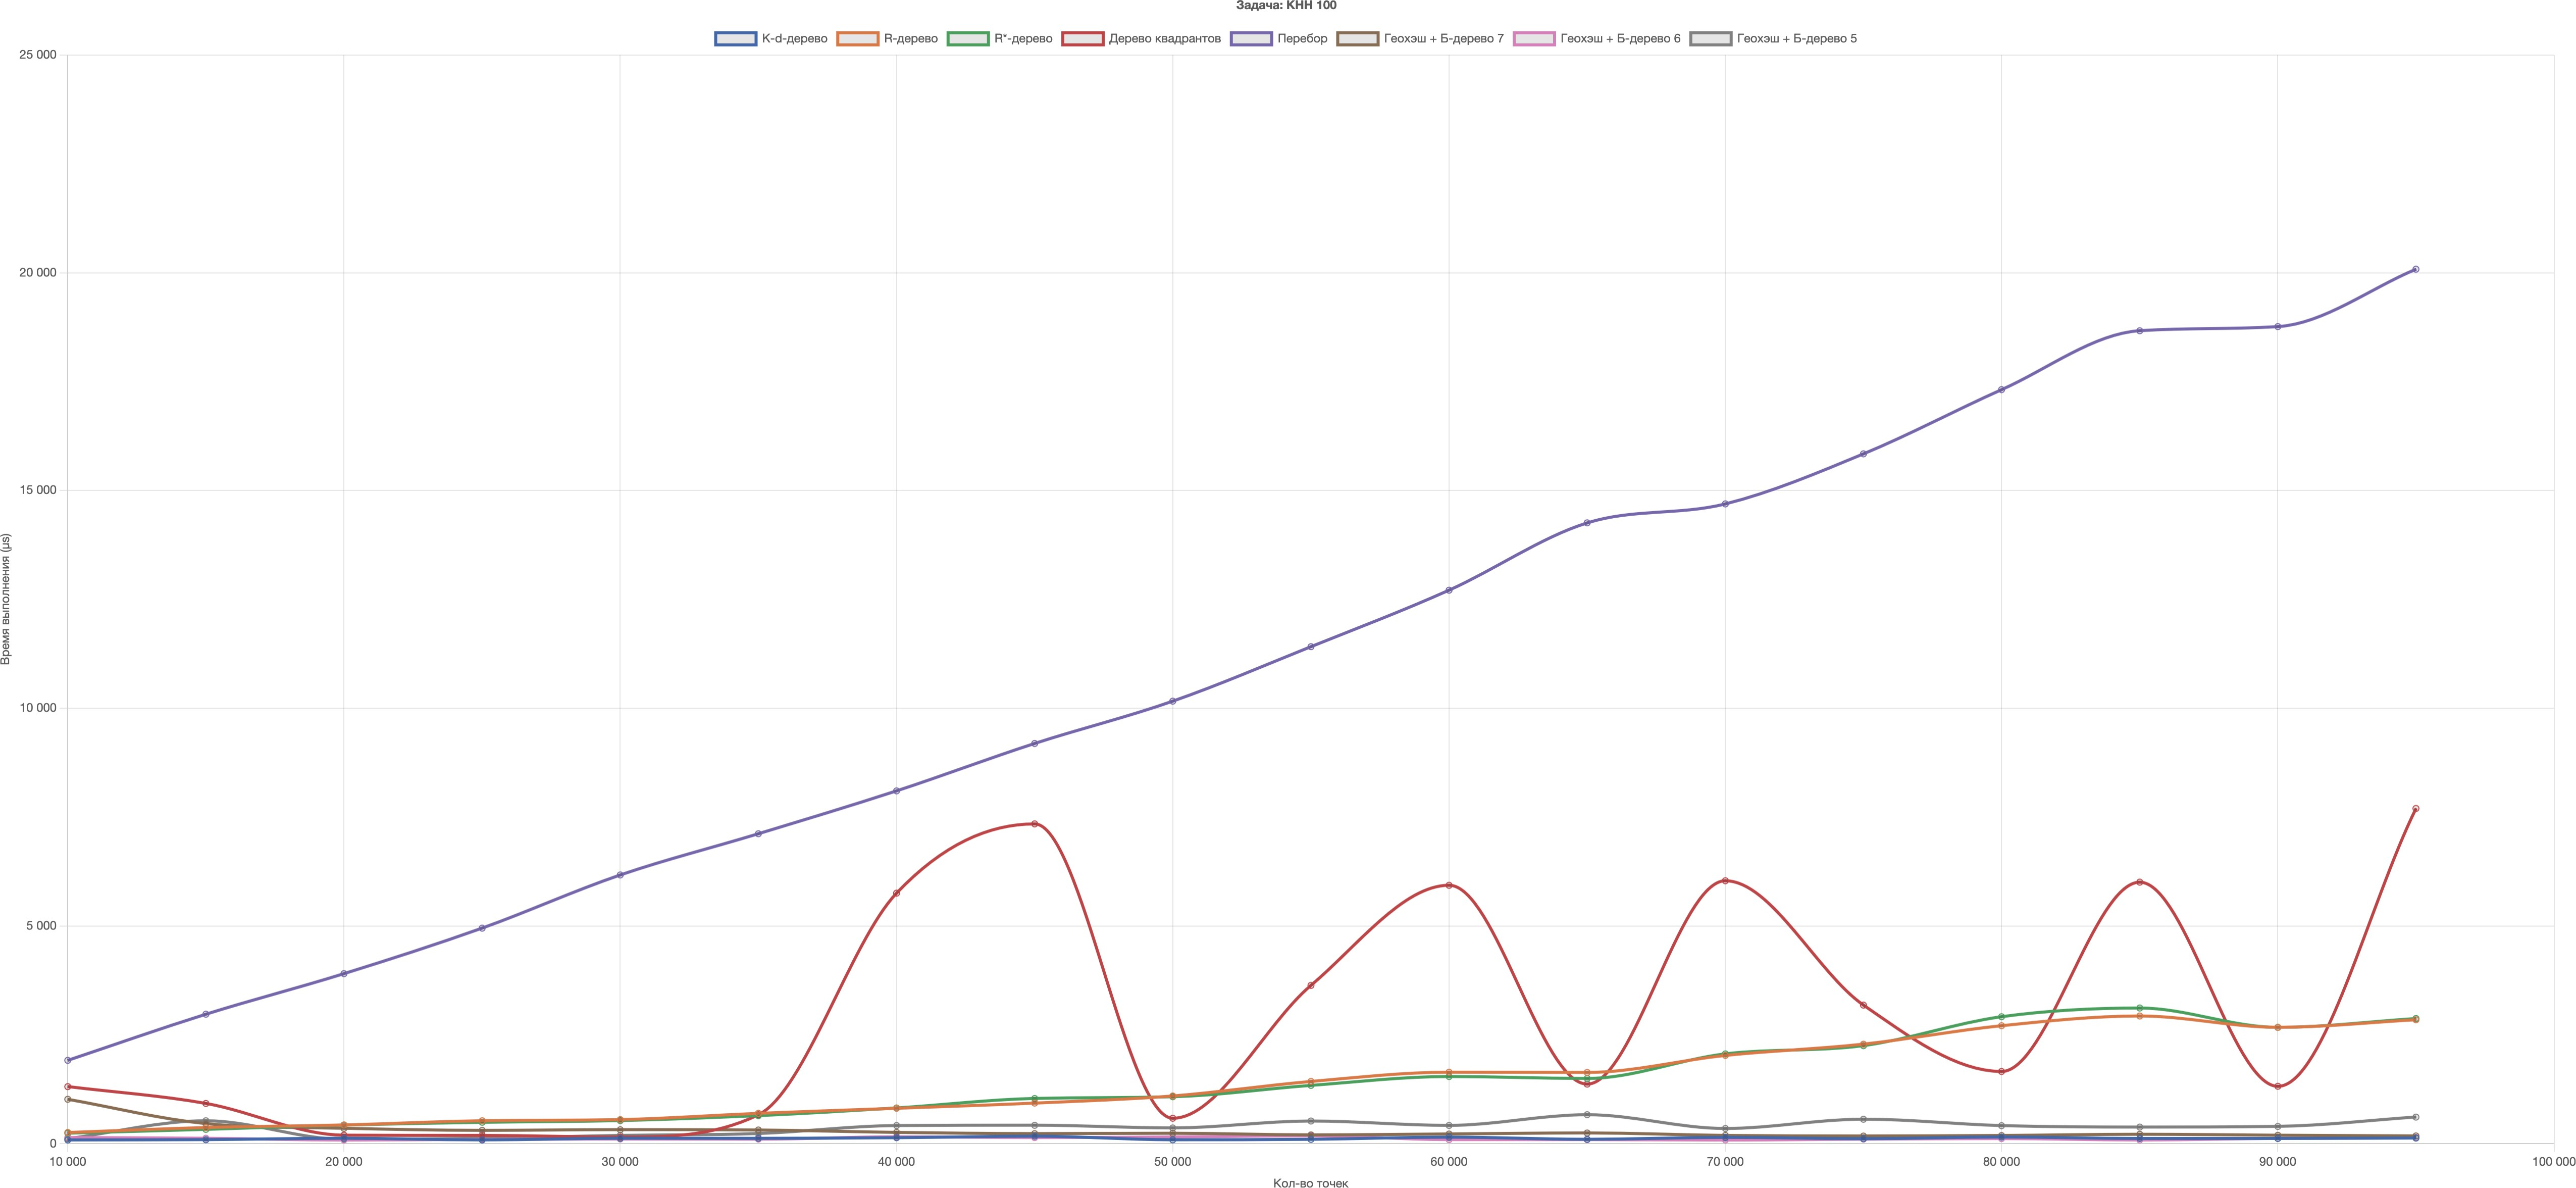 Задача: КНН 100
K-d-дерево R-дерево R*-дерево Дерево квадрантов Перебор Геохэш + Б-дерево 7 Геохэш + Б-дерево 6 Геохэш + Б-дерево 5
25 000
20 000
15 000
10 000
5 000
0
Время выполнения (μs)
10 000 20 000 30 000 40 000 50 000 60 000 70 000 80 000 90 000 100 000
Кол-во точек